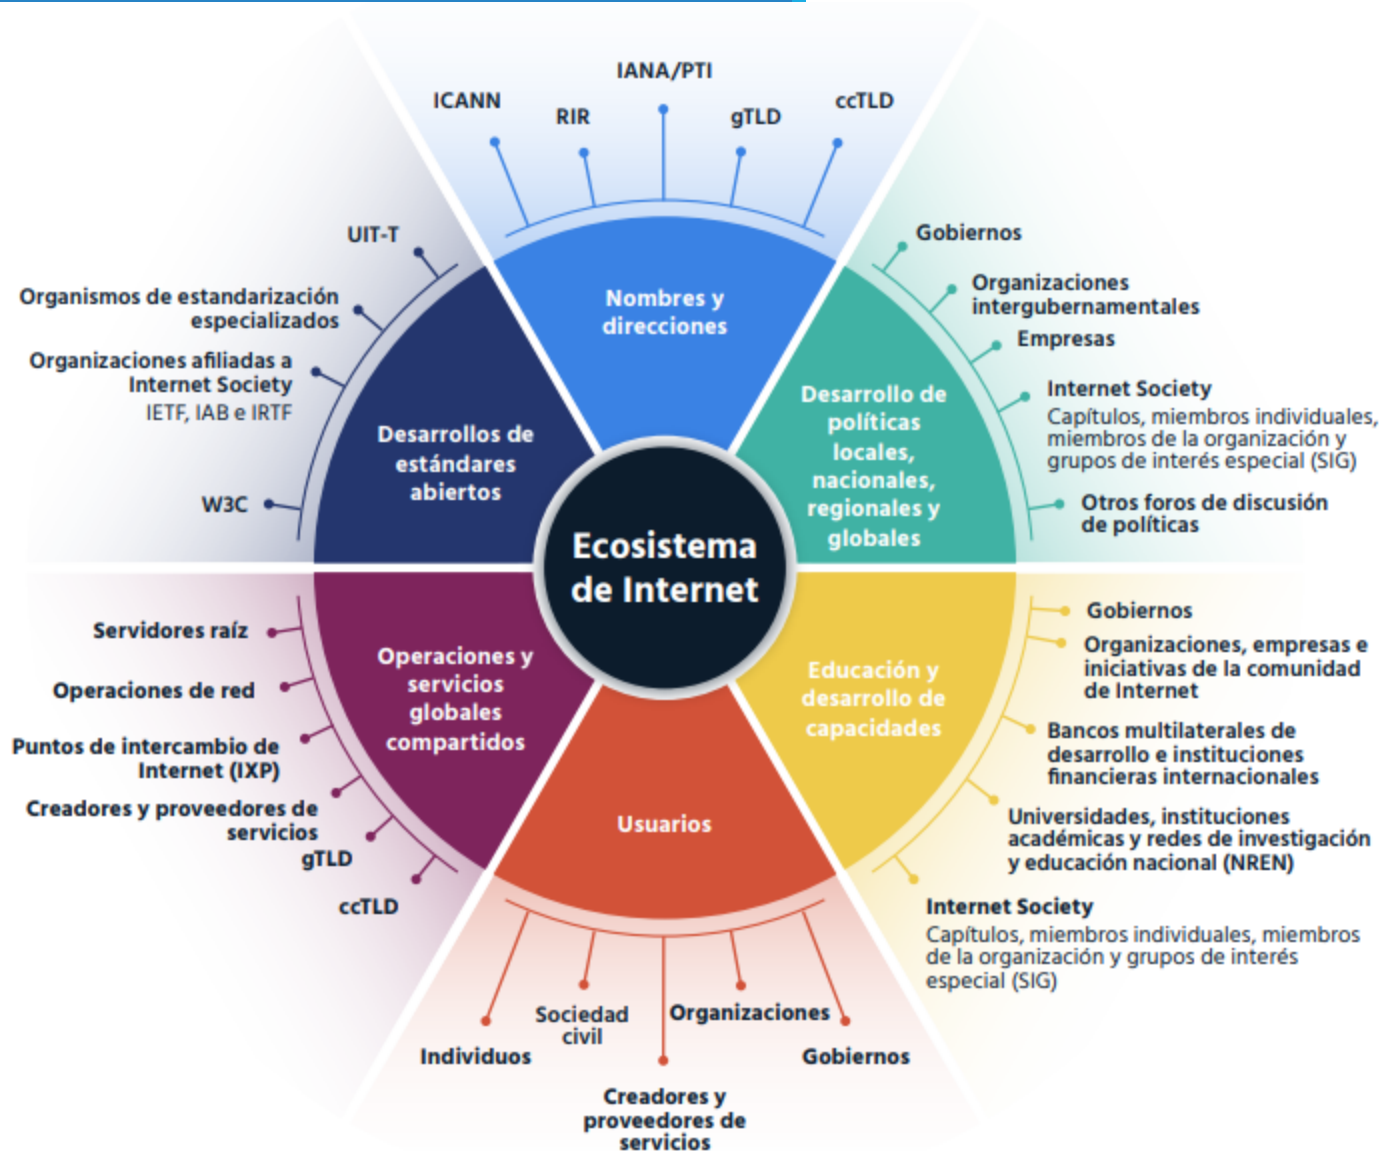 IANA/PTI
ICANN
RIR
gTLD
ccTLD
Nombres y
direcciones
Gobiernos
Organizaciones
intergubernamentales
Empresas
Internet Society
Capítulos, miembros individuales,
miembros de la organización y
grupos de interés especial (SIG)
Otros foros de discusión
de políticas
Desarrollo de
políticas
locales,
nacionales,
regionales y
globales
UIT-T
Organismos de estandarización
especializados
Organizaciones afiliadas a
Internet Society
IETF, IAB e IRTF
W3C
Desarrollos de
estándares
abiertos
Ecosistema
de Internet
Servidores raíz
Operaciones de red
Puntos de intercambio de
Internet (IXP)
Creadores y proveedores de
servicios
gTLD
ccTLD
Operaciones y
servicios
globales
compartidos
Educación y
desarrollo de
capacidades
Gobiernos
Organizaciones, empresas e
iniciativas de la comunidad
de Internet
Bancos multilaterales de
desarrollo e instituciones
financieras internacionales
Universidades, instituciones
académicas y redes de investigación
y educación nacional (NREN)
Internet Society
Capítulos, miembros individuales, miembros
de la organización y grupos de interés
especial (SIG)
Usuarios
Individuos
Sociedad
civil
Creadores y
proveedores de
servicios
Organizaciones
Gobiernos